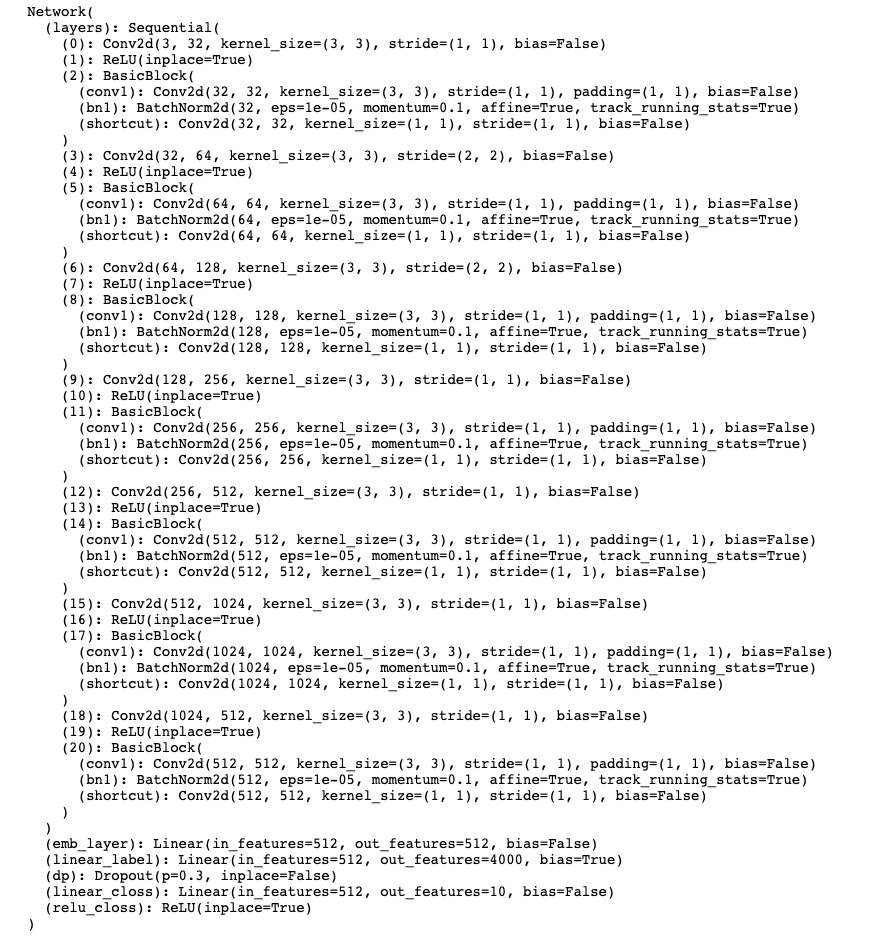 Network(
  (layers): Sequential(
    (0): Conv2d(3, 32, kernel_size=(3, 3), stride=(1, 1), bias=False)
    (1): ReLU(inplace=True)
    (2): BasicBlock(
      (conv1): Conv2d(32, 32, kernel_size=(3, 3), stride=(1, 1), padding=(1, 1), bias=False)
      (bn1): BatchNorm2d(32, eps=1e-05, momentum=0.1, affine=True, track_running_stats=True)
      (shortcut): Conv2d(32, 32, kernel_size=(1, 1), stride=(1, 1), bias=False)
    )
    (3): Conv2d(32, 64, kernel_size=(3, 3), stride=(2, 2), bias=False)
    (4): ReLU(inplace=True)
    (5): BasicBlock(
      (conv1): Conv2d(64, 64, kernel_size=(3, 3), stride=(1, 1), padding=(1, 1), bias=False)
      (bn1): BatchNorm2d(64, eps=1e-05, momentum=0.1, affine=True, track_running_stats=True)
      (shortcut): Conv2d(64, 64, kernel_size=(1, 1), stride=(1, 1), bias=False)
    )
    (6): Conv2d(64, 128, kernel_size=(3, 3), stride=(2, 2), bias=False)
    (7): ReLU(inplace=True)
    (8): BasicBlock(
      (conv1): Conv2d(128, 128, kernel_size=(3, 3), stride=(1, 1), padding=(1, 1), bias=False)
      (bn1): BatchNorm2d(128, eps=1e-05, momentum=0.1, affine=True, track_running_stats=True)
      (shortcut): Conv2d(128, 128, kernel_size=(1, 1), stride=(1, 1), bias=False)
    )
    (9): Conv2d(128, 256, kernel_size=(3, 3), stride=(1, 1), bias=False)
    (10): ReLU(inplace=True)
    (11): BasicBlock(
      (conv1): Conv2d(256, 256, kernel_size=(3, 3), stride=(1, 1), padding=(1, 1), bias=False)
      (bn1): BatchNorm2d(256, eps=1e-05, momentum=0.1, affine=True, track_running_stats=True)
      (shortcut): Conv2d(256, 256, kernel_size=(1, 1), stride=(1, 1), bias=False)
    )
    (12): Conv2d(256, 512, kernel_size=(3, 3), stride=(1, 1), bias=False)
    (13): ReLU(inplace=True)
    (14): BasicBlock(
      (conv1): Conv2d(512, 512, kernel_size=(3, 3), stride=(1, 1), padding=(1, 1), bias=False)
      (bn1): BatchNorm2d(512, eps=1e-05, momentum=0.1, affine=True, track_running_stats=True)
      (shortcut): Conv2d(512, 512, kernel_size=(1, 1), stride=(1, 1), bias=False)
    )
    (15): Conv2d(512, 1024, kernel_size=(3, 3), stride=(1, 1), bias=False)
    (16): ReLU(inplace=True)
    (17): BasicBlock(
      (conv1): Conv2d(1024, 1024, kernel_size=(3, 3), stride=(1, 1), padding=(1, 1), bias=False)
      (bn1): BatchNorm2d(1024, eps=1e-05, momentum=0.1, affine=True, track_running_stats=True)
      (shortcut): Conv2d(1024, 1024, kernel_size=(1, 1), stride=(1, 1), bias=False)
    )
    (18): Conv2d(1024, 512, kernel_size=(3, 3), stride=(1, 1), bias=False)
    (19): ReLU(inplace=True)
    (20): BasicBlock(
      (conv1): Conv2d(512, 512, kernel_size=(3, 3), stride=(1, 1), padding=(1, 1), bias=False)
      (bn1): BatchNorm2d(512, eps=1e-05, momentum=0.1, affine=True, track_running_stats=True)
      (shortcut): Conv2d(512, 512, kernel_size=(1, 1), stride=(1, 1), bias=False)
    )
  )
  (emb_layer): Linear(in_features=512, out_features=512, bias=False)
  (linear_label): Linear(in_features=512, out_features=4000, bias=True)
  (dp): Dropout(p=0.3, inplace=False)
  (linear_closs): Linear(in_features=512, out_features=10, bias=False)
  (relu_closs): ReLU(inplace=True)
)